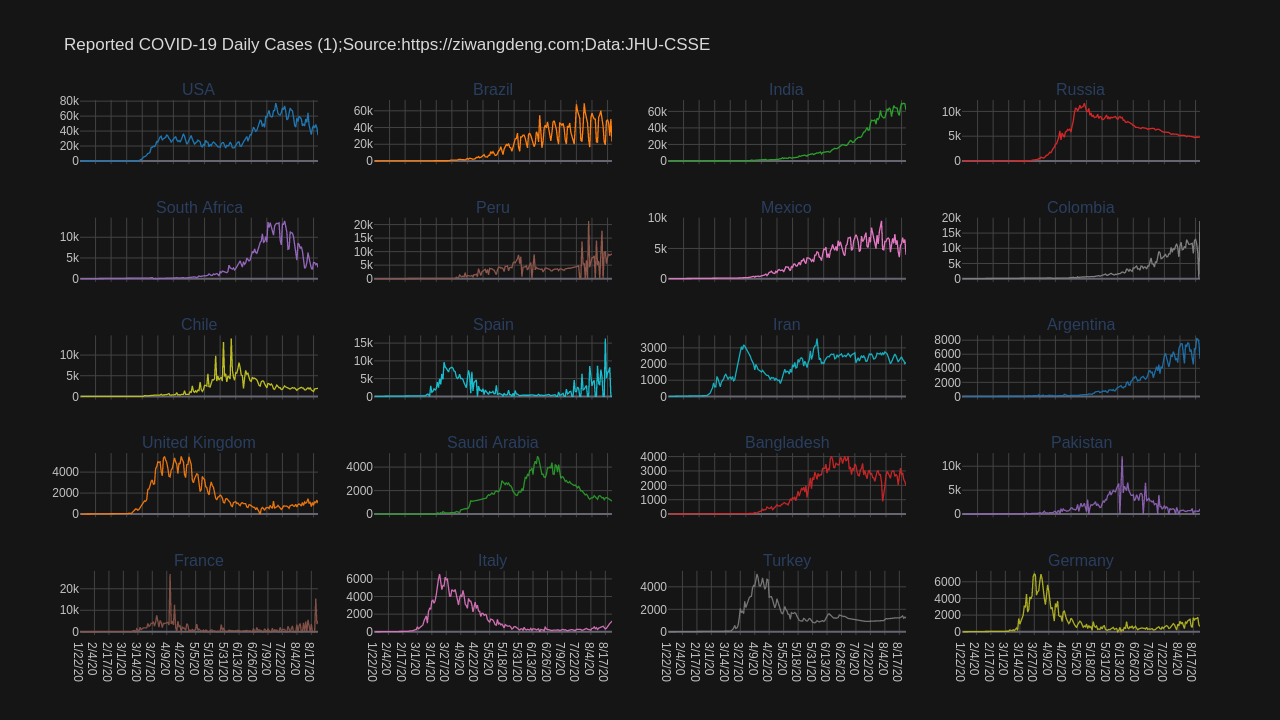 Reported COVID-19 Daily Cases (1);Source:https://ziwangdeng.com;Data:JHU-CSSE
USA
Brazil
India
Russia
80k
60k
40k
20k
0
60k
40k
20k
0
60k
40k
20k
0
10k
5k
0
South Africa
Peru
Mexico
Colombia
10k
5k
0
20k
15k
10k
5k
0
10k
5k
0
20k
15k
10k
5k
0
Chile
Spain
Iran
Argentina
10k
5k
0
15k
10k
5k
0
3000
2000
1000
0
8000
6000
4000
2000
0
United Kingdom
Saudi Arabia
Bangladesh
Pakistan
4000
2000
0
4000
2000
0
4000
3000
2000
1000
0
10k
5k
0
France
Italy
Turkey
Germany
20k
10k
0
6000
4000
2000
0
4000
2000
0
6000
4000
2000
0
1/22/20 2/4/20 2/17/20 3/1/20 3/14/20 3/27/20 4/9/20 4/22/20 5/5/20 5/18/20 5/31/20 6/13/20 6/26/20 7/9/20 7/22/20 8/4/20 8/17/20
1/22/20 2/4/20 2/17/20 3/1/20 3/14/20 3/27/20 4/9/20 4/22/20 5/5/20 5/18/20 5/31/20 6/13/20 6/26/20 7/9/20 7/22/20 8/4/20 8/17/20
1/22/20 2/4/20 2/17/20 3/1/20 3/14/20 3/27/20 4/9/20 4/22/20 5/5/20 5/18/20 5/31/20 6/13/20 6/26/20 7/9/20 7/22/20 8/4/20 8/17/20
1/22/20 2/4/20 2/17/20 3/1/20 3/14/20 3/27/20 4/9/20 4/22/20 5/5/20 5/18/20 5/31/20 6/13/20 6/26/20 7/9/20 7/22/20 8/4/20 8/17/20